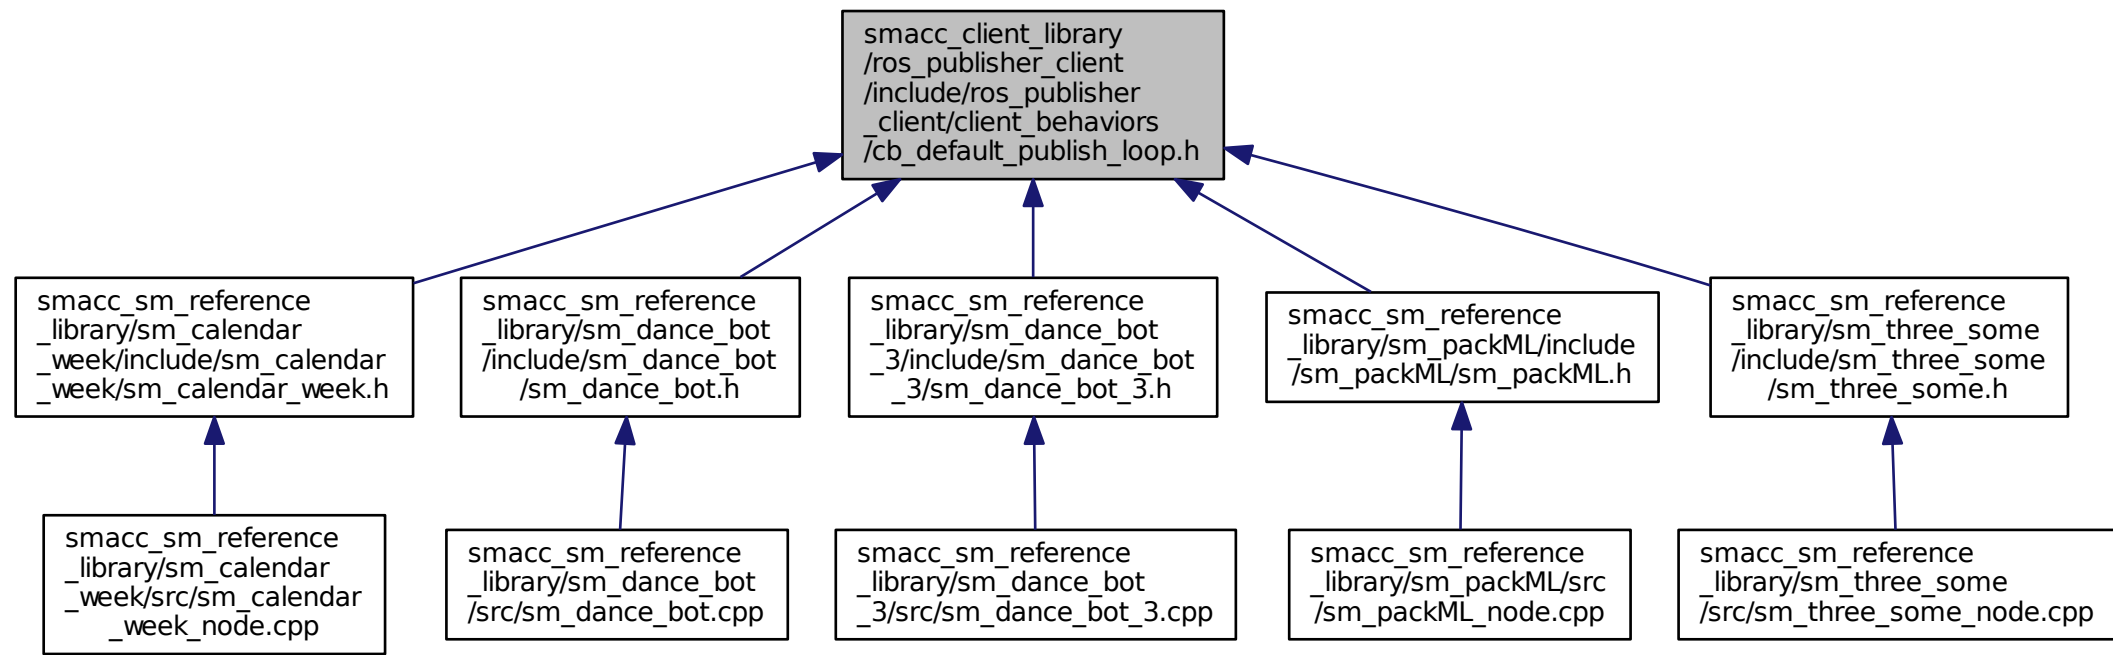 smacc_client_library
/ros_publisher_client
/include/ros_publisher
_client/client_behaviors
/cb_default_publish_loop.h
smacc_sm_reference
_library/sm_calendar
_week/include/sm_calendar
_week/sm_calendar_week.h
smacc_sm_reference
_library/sm_dance_bot
/include/sm_dance_bot
/sm_dance_bot.h
smacc_sm_reference
_library/sm_dance_bot
_3/include/sm_dance_bot
_3/sm_dance_bot_3.h
smacc_sm_reference
_library/sm_packML/include
/sm_packML/sm_packML.h
smacc_sm_reference
_library/sm_three_some
/include/sm_three_some
/sm_three_some.h
smacc_sm_reference
_library/sm_calendar
_week/src/sm_calendar
_week_node.cpp
smacc_sm_reference
_library/sm_dance_bot
/src/sm_dance_bot.cpp
smacc_sm_reference
_library/sm_dance_bot
_3/src/sm_dance_bot_3.cpp
smacc_sm_reference
_library/sm_packML/src
/sm_packML_node.cpp
smacc_sm_reference
_library/sm_three_some
/src/sm_three_some_node.cpp